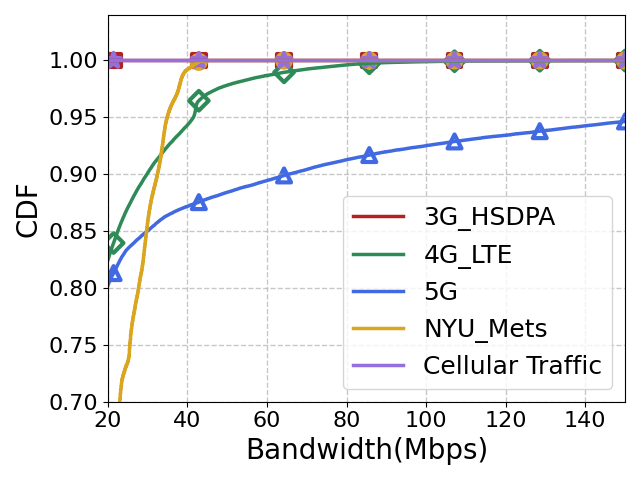 1.00
0.95
0.90
0.85
0.80
0.75
0.70
CDF
3G_HSDPA
4G_LTE
5G
NYU_Mets
Cellular Traffic
20 40 60 80 100 120 140
Bandwidth(Mbps)